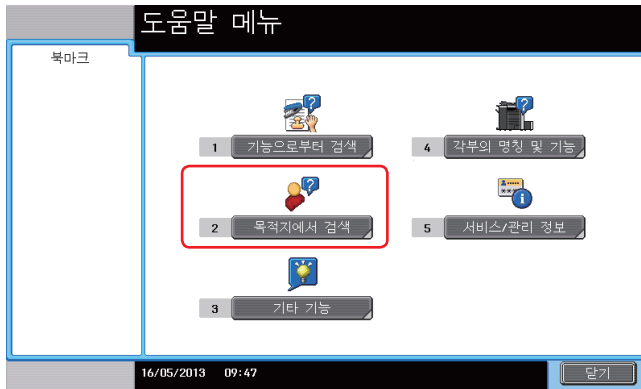 도움말 메뉴
북마크
1 기능으로부터 검색
4 각부의 명칭 및 기능
2 목적지에서 검색
5 서비스/관리 정보
3 기타 기능
16/05/2013 09:47
닫기